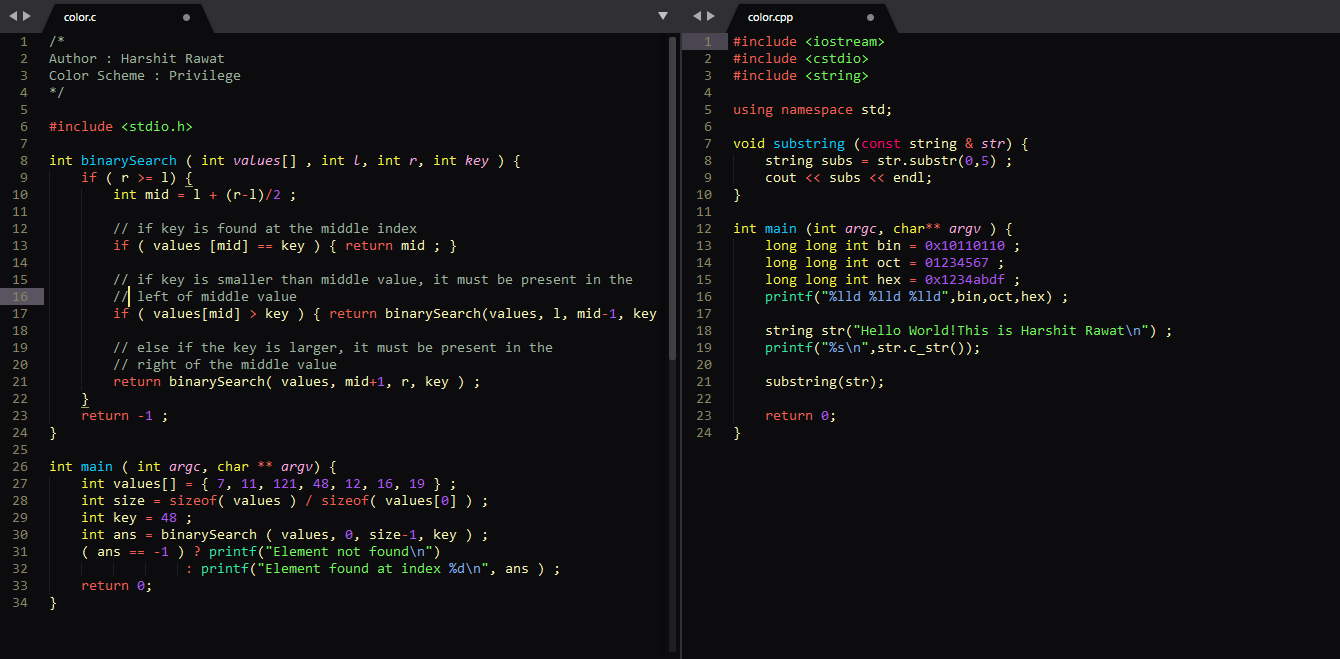 color.c
1 /*
2 Author : Harshit Rawat
3 Color Scheme : Privilege
4 */
5
6 #include <stdio.h>
7
8 int binarySearch ( int values[] , int l, int r, int key ) {
9 if ( r >= l) {
10 int mid = l + (r-l)/2 ;
11
12 // if key is found at the middle index
13 if ( values [mid] == key ) { return mid ; }
14
15 // if key is smaller than middle value, it must be present in the
16 // left of middle value
17 if ( values[mid] > key ) { return binarySearch(values, l, mid-1, key
18
19 // else if the key is larger, it must be present in the
20 // right of the middle value
21 return binarySearch( values, mid+1, r, key ) ;
22 }
23 return -1 ;
24 }
25
26 int main ( int argc, char ** argv) {
27 int values[] = { 7, 11, 121, 48, 12, 16, 19 } ;
28 int size = sizeof( values ) / sizeof( values[0] ) ;
29 int key = 48 ;
30 int ans = binarySearch ( values, 0, size-1, key ) ;
31 ( ans == -1 ) ? printf("Element not found\n")
32 : printf("Element found at index %d\n", ans ) ;
33 return 0;
34 }
color.cpp
1 #include <iostream>
2 #include <cstdio>
3 #include <string>
4
5 using namespace std;
6
7 void substring (const string & str) {
8 string subs = str.substr(0,5) ;
9 cout << subs << endl;
10 }
11
12 int main (int argc, char** argv ) {
13 long long int bin = 0x10110110 ;
14 long long int oct = 01234567 ;
15 long long int hex = 0x1234abdf ;
16 printf("%lld %lld %lld",bin,oct,hex) ;
17
18 string str("Hello World!This is Harshit Rawat\n") ;
19 printf("%s\n",str.c_str());
20
21 substring(str);
22
23 return 0;
24 }